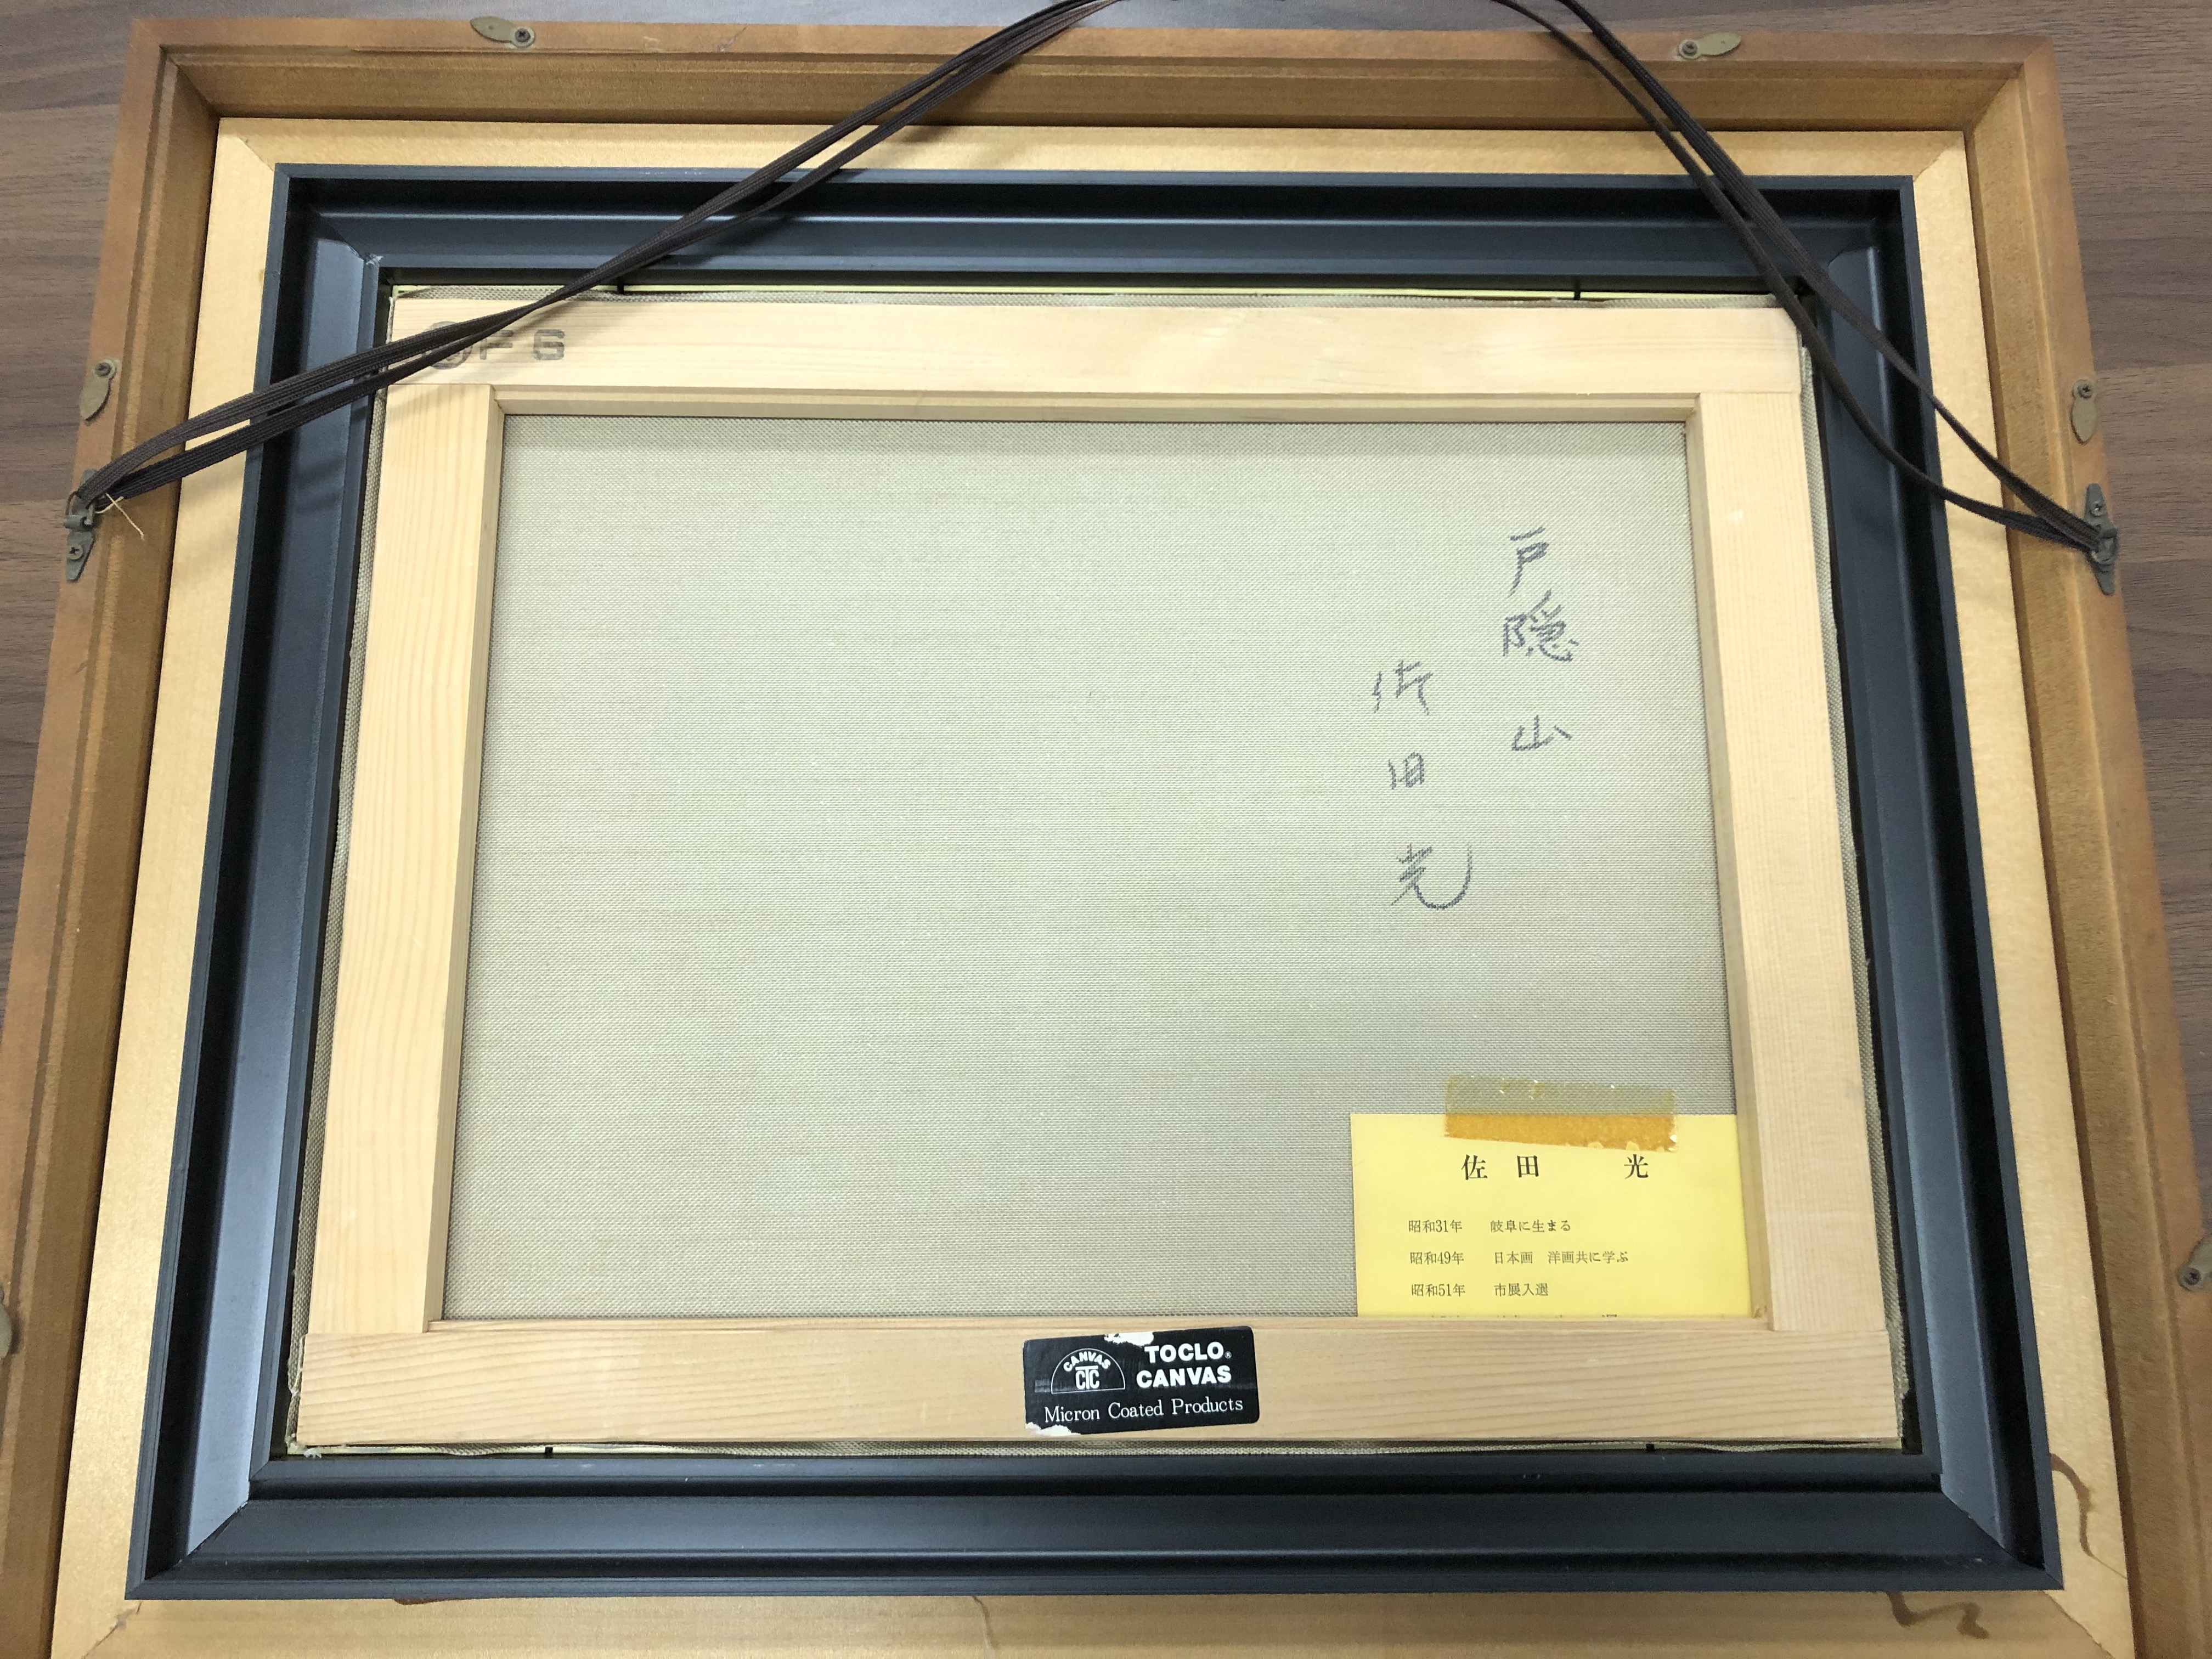 F6
戸隠山
佐田光
佐田 光
昭和31年 岐阜に生まる
昭和49年 日本画 洋画共に学ぶ
昭和51年 市展入選
CANVAS
CTC
TOCLO®
CANVAS
Micron Coated Products